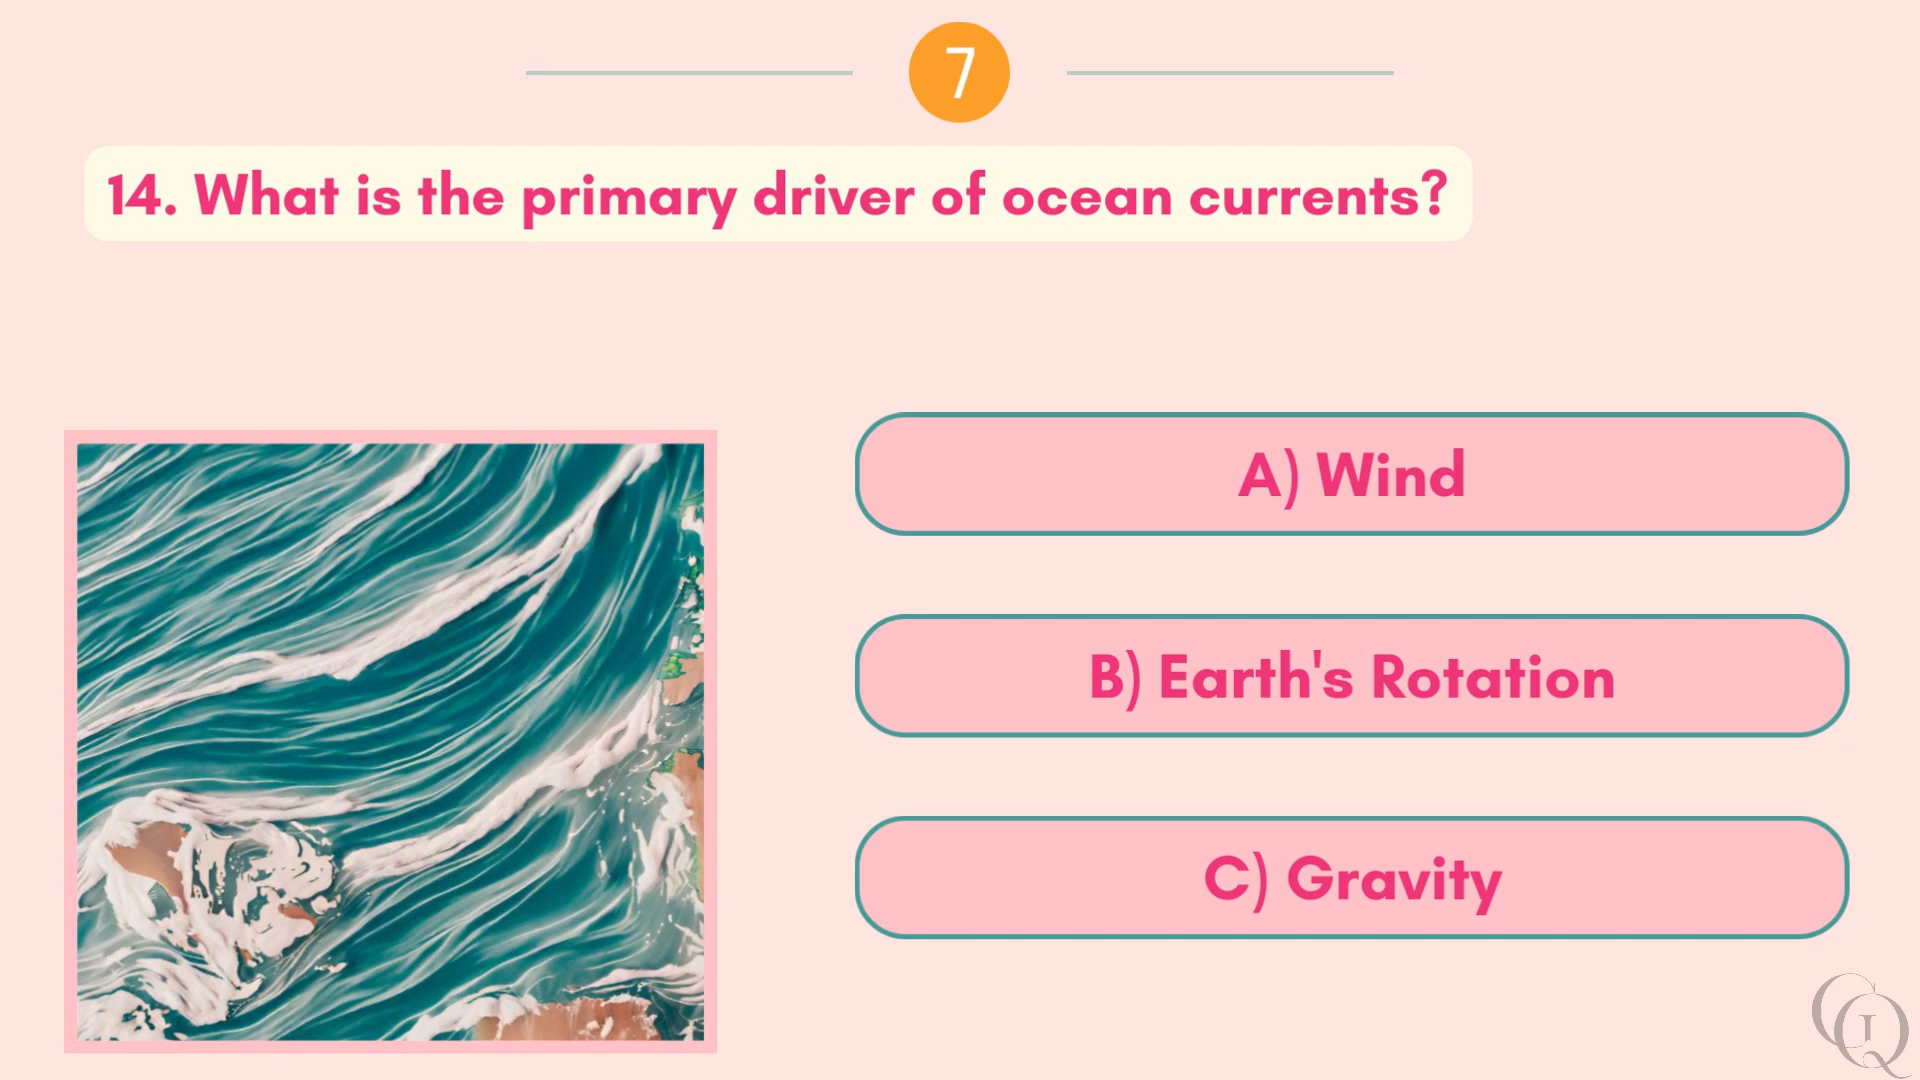 7
14. What is the primary driver of ocean currents?
A) Wind
B) Earth's Rotation
C) Gravity